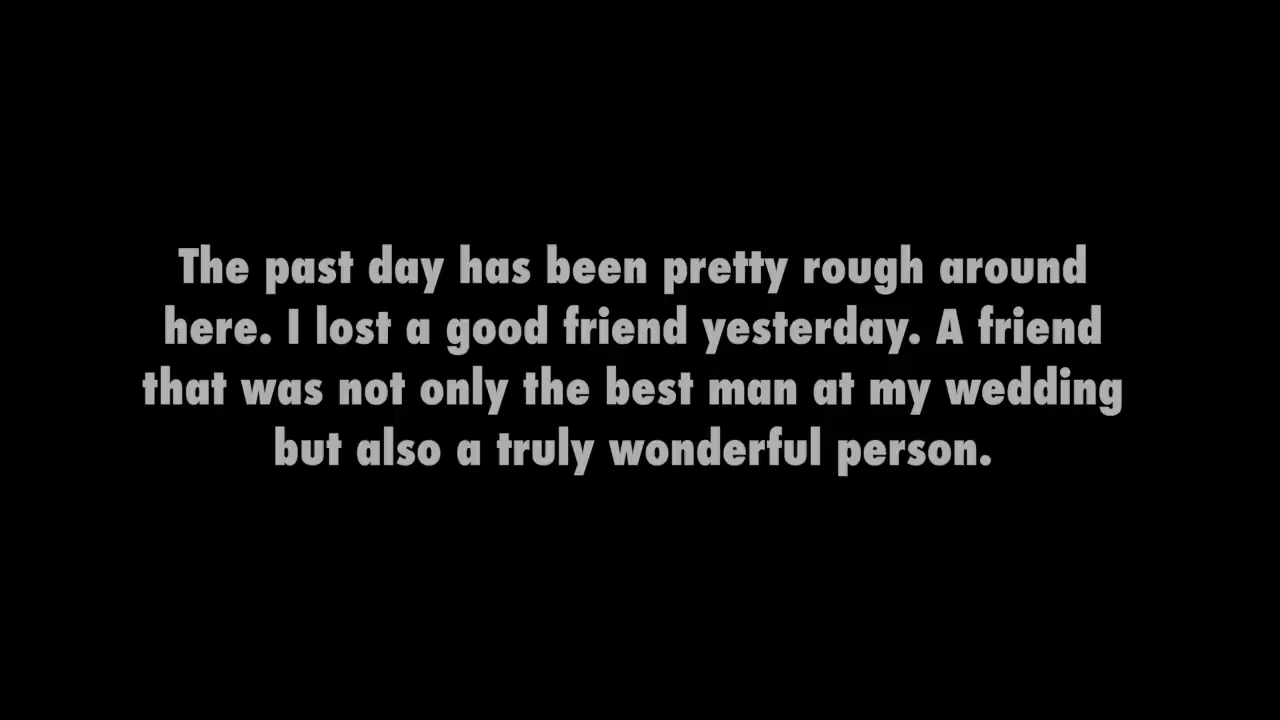 The past day has been pretty rough around
here. I lost a good friend yesterday. A friend
that was not only the best man at my wedding
but also a truly wonderful person.